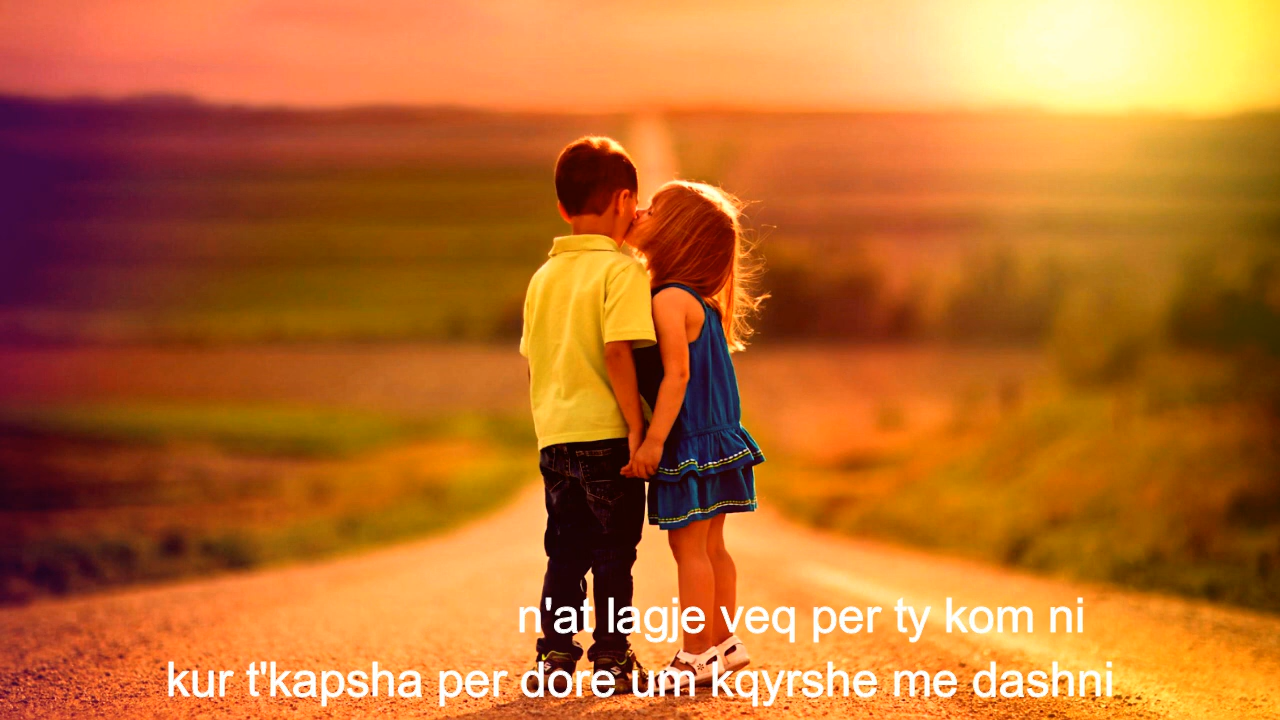 n'at lagje veq per ty kom ni
kur t'kapsha per dore um kqyrshe me dashni